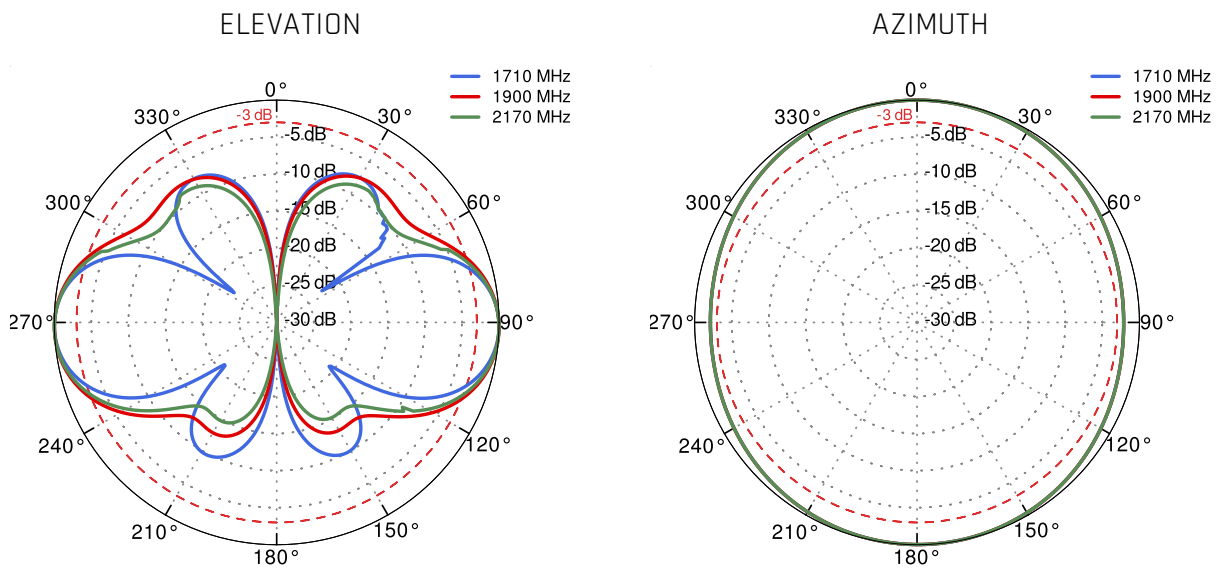 ELEVATION
1710 MHz
1900 MHz
2170 MHz
0°
330°
-3 dB
30°
-5 dB
-10 dB
300°
60°
-15 dB
-20 dB
-25 dB
270°
-30 dB
90°
240°
120°
210°
150°
180°
AZIMUTH
1710 MHz
1900 MHz
2170 MHz
0°
330°
-3 dB
30°
-5 dB
-10 dB
300°
60°
-15 dB
-20 dB
-25 dB
270°
-30 dB
90°
240°
120°
210°
150°
180°